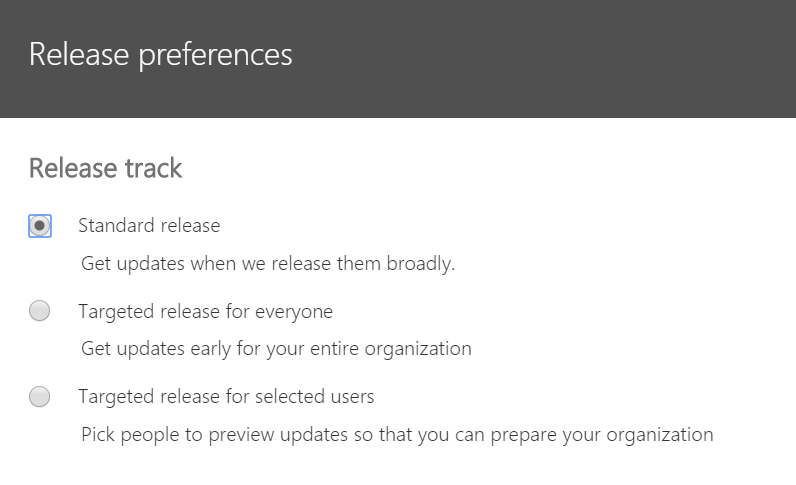 Release preferences
Release track
Standard release
Get updates when we release them broadly.
Targeted release for everyone
Get updates early for your entire organization
Targeted release for selected users
Pick people to preview updates so that you can prepare your organization